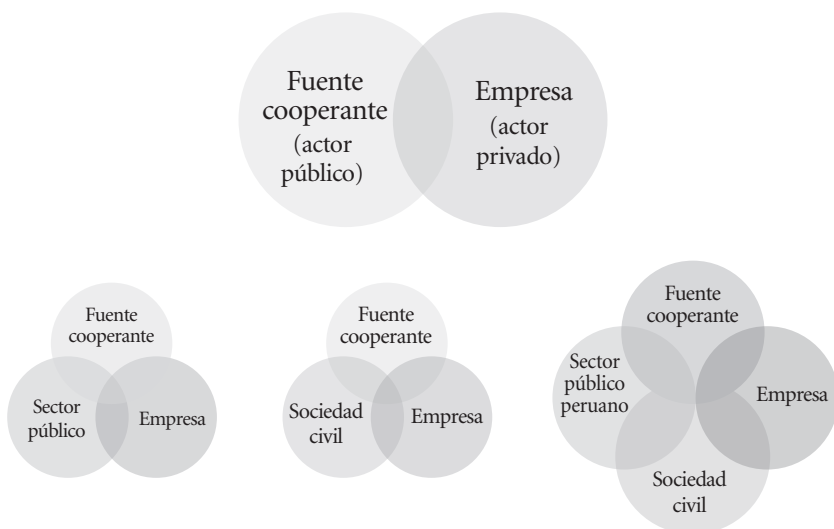 Fuente
cooperante
(actor
público)
Empresa
(actor
privado)
Fuente
cooperante
Sector
público
Empresa
Fuente
cooperante
Sociedad
civil
Empresa
Fuente
cooperante
Sector
público
peruano
Empresa
Sociedad
civil